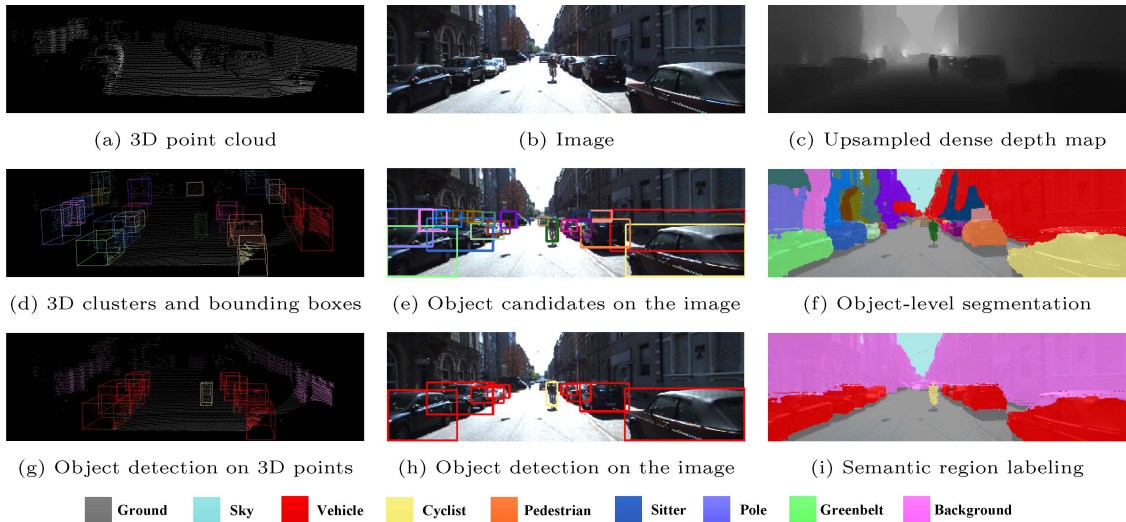 (a) 3D point cloud
(b) Image
(c) Upsampled dense depth map
(d) 3D clusters and bounding boxes
(e) Object candidates on the image
(f) Object-level segmentation
(g) Object detection on 3D points
(h) Object detection on the image
(i) Semantic region labeling
Ground
Sky
Vehicle
Cyclist
Pedestrian
Sitter
Pole
Greenbelt
Background